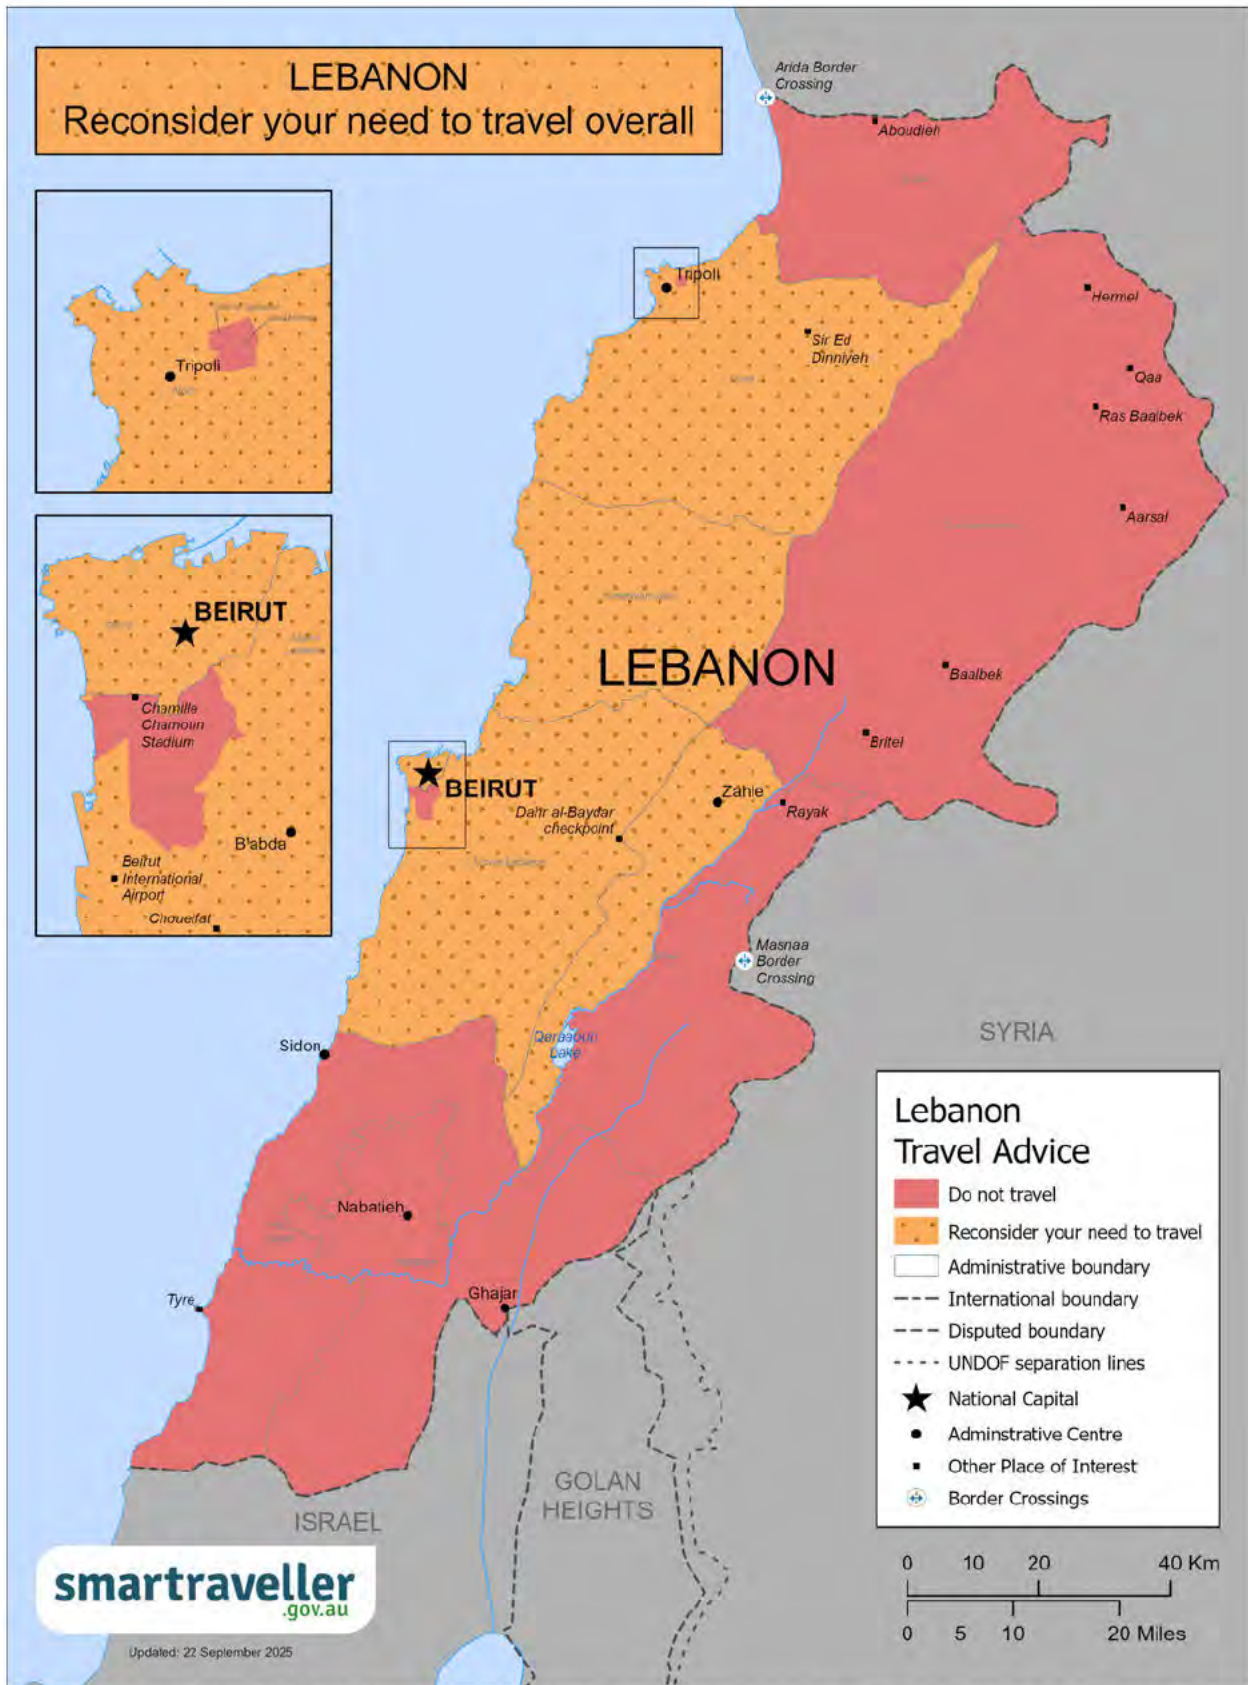 LEBANON
Reconsider your need to travel overall
Arida Border
Crossing
Aboudieh
Tripoli
Hermel
Sir Ed
Dinniyeh
Qaa
Ras Baalbek
Aarsal
Tripoli
BEIRUT
Chamille
Chamoun
Stadium
B'abda
Beirut
International
Airport
Choueifat
LEBANON
Baalbek
Britel
BEIRUT
Zahle
Rayak
Dahr al-Baydar
checkpoint
Masnaa
Border
Crossing
Sidon
Qaraaoun
Lake
SYRIA
Nabatieh
Tyre
Ghajar
GOLAN
HEIGHTS
ISRAEL
Lebanon
Travel Advice
Do not travel
Reconsider your need to travel
Administrative boundary
International boundary
Disputed boundary
UNDOF separation lines
National Capital
Adminstrative Centre
Other Place of Interest
Border Crossings
0 10 20 40 Km
0 5 10 20 Miles
smartraveller
.gov.au
Updated: 22 September 2025